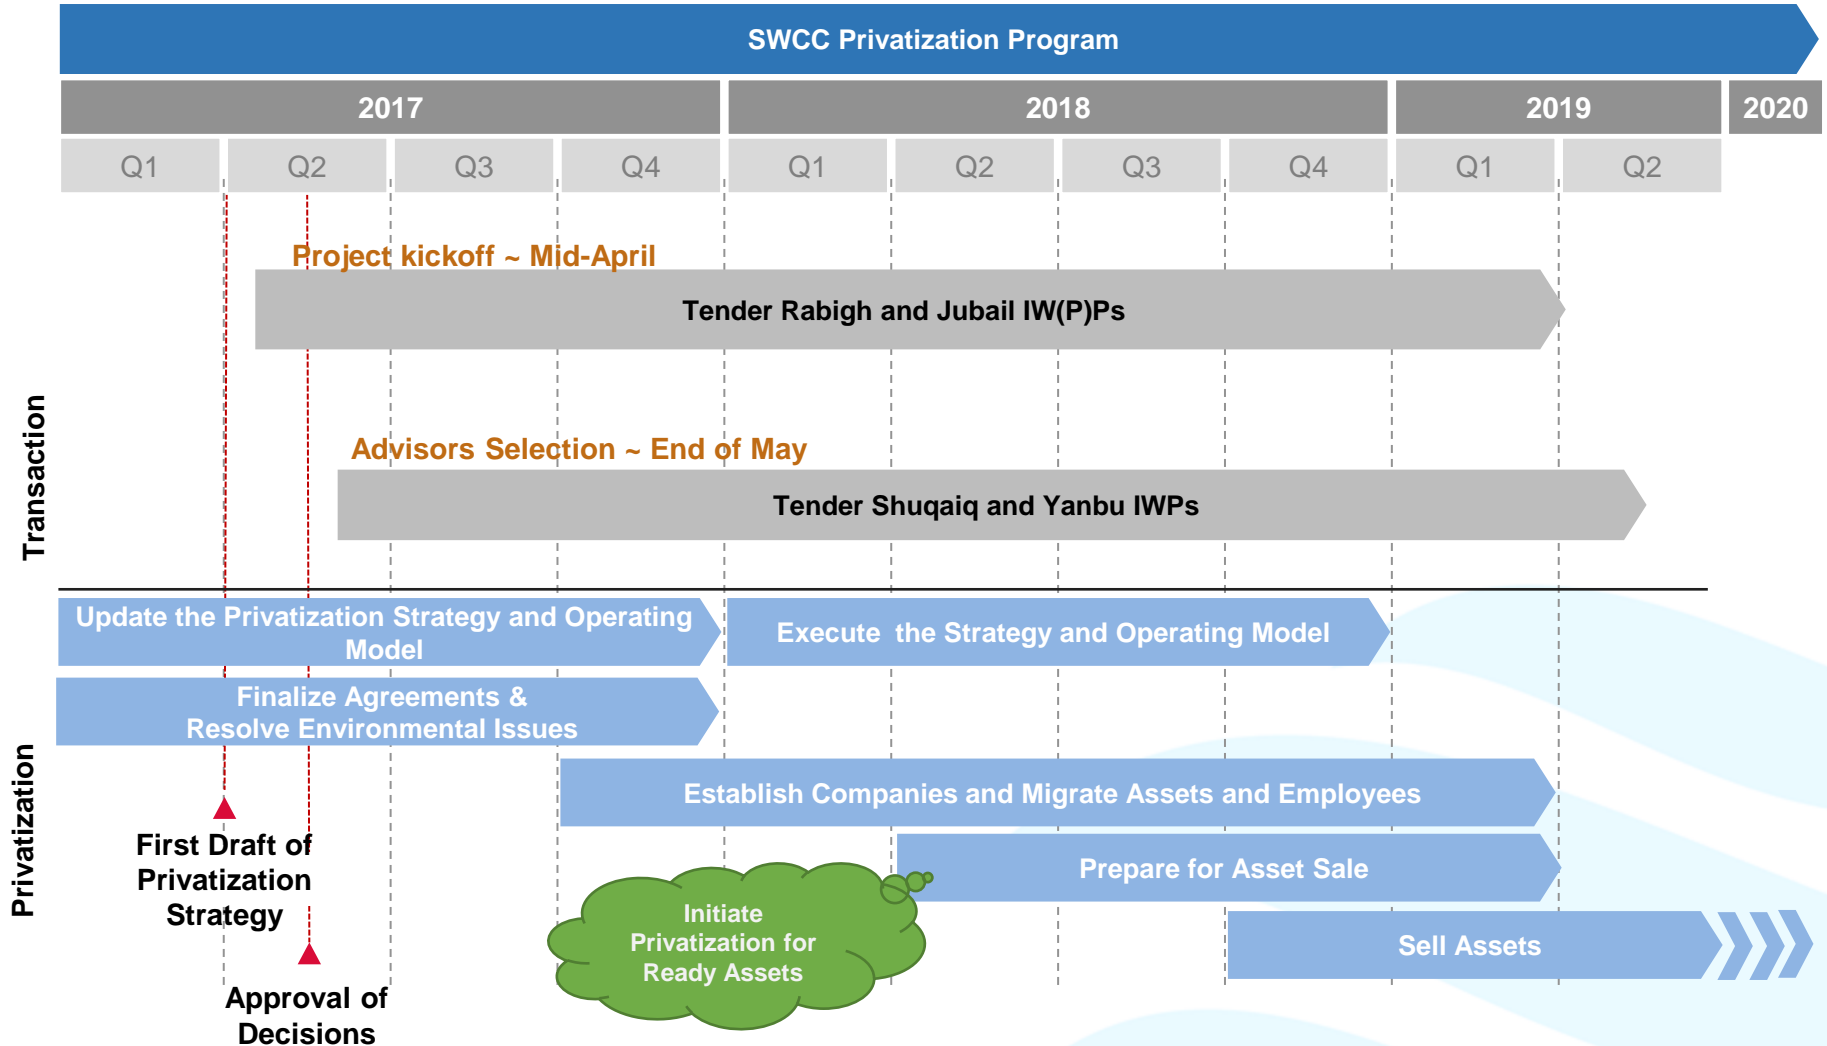 SWCC Privatization Program
2017
2018
2019
2020
Q1
Q2
Q3
Q4
Q1
Q2
Q3
Q4
Q1
Q2
Transaction
Project kickoff ~ Mid-April
Tender Rabigh and Jubail IW(P)Ps
Advisors Selection ~ End of May
Tender Shuqaiq and Yanbu IWPs
Privatization
Update the Privatization Strategy and Operating
Model
Execute  the Strategy and Operating Model
Finalize Agreements &
Resolve Environmental Issues
Establish Companies and Migrate Assets and Employees
First Draft of
Privatization
Strategy
Prepare for Asset Sale
Initiate
Privatization for
Ready Assets
Sell Assets
Approval of
Decisions